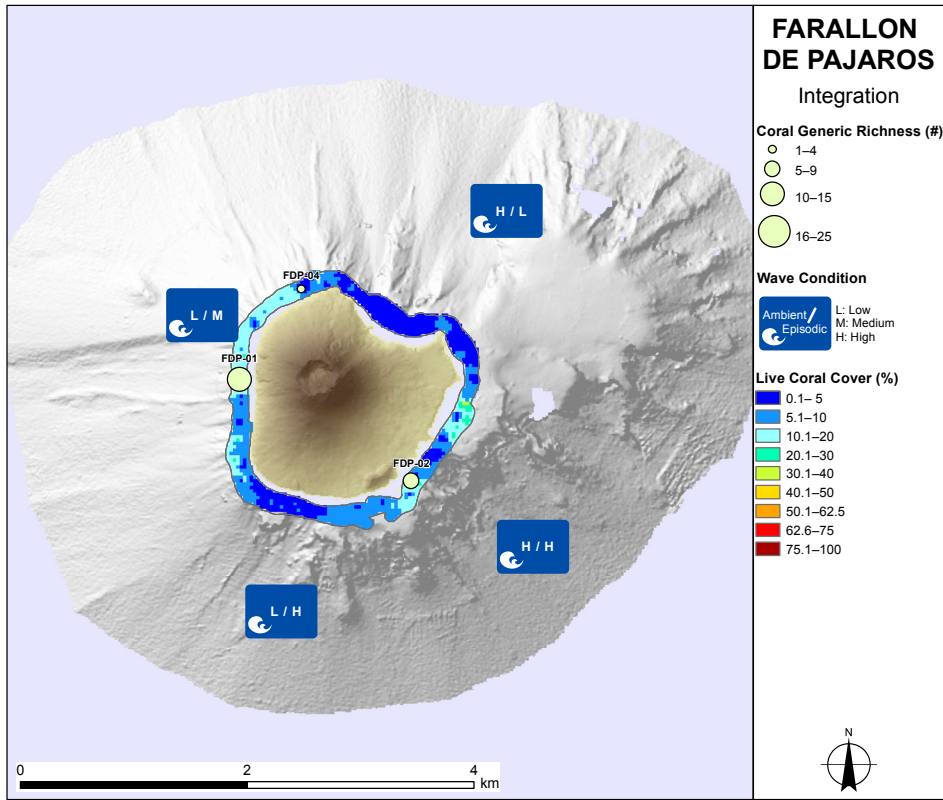 FARALLON
DE PAJAROS
Integration
Coral Generic Richness (#)
1–4
5–9
10–15
16–25
Wave Condition
Ambient/
Episodic
L: Low
M: Medium
H: High
Live Coral Cover (%)
0.1– 5
5.1–10
10.1–20
20.1–30
30.1–40
40.1–50
50.1–62.5
62.6–75
75.1–100
N
H / L
FDP-04
L / M
FDP-01
FDP-02
H / H
L / H
0 2 4
km